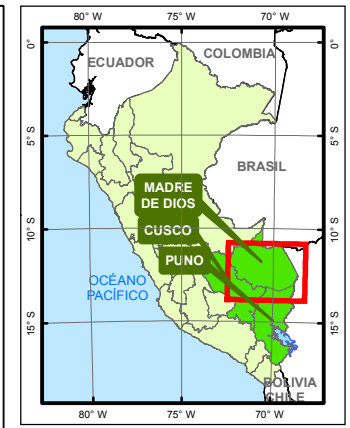 80° W 75° W 70° W
0° 0°
COLOMBIA
ECUADOR
5° S 5° S
BRASIL
MADRE
DE DIOS
10° S 10° S
CUSCO
PUNO
OCÉANO
PACÍFICO
15° S 15° S
BOLIVIA
CHILE
80° W 75° W 70° W